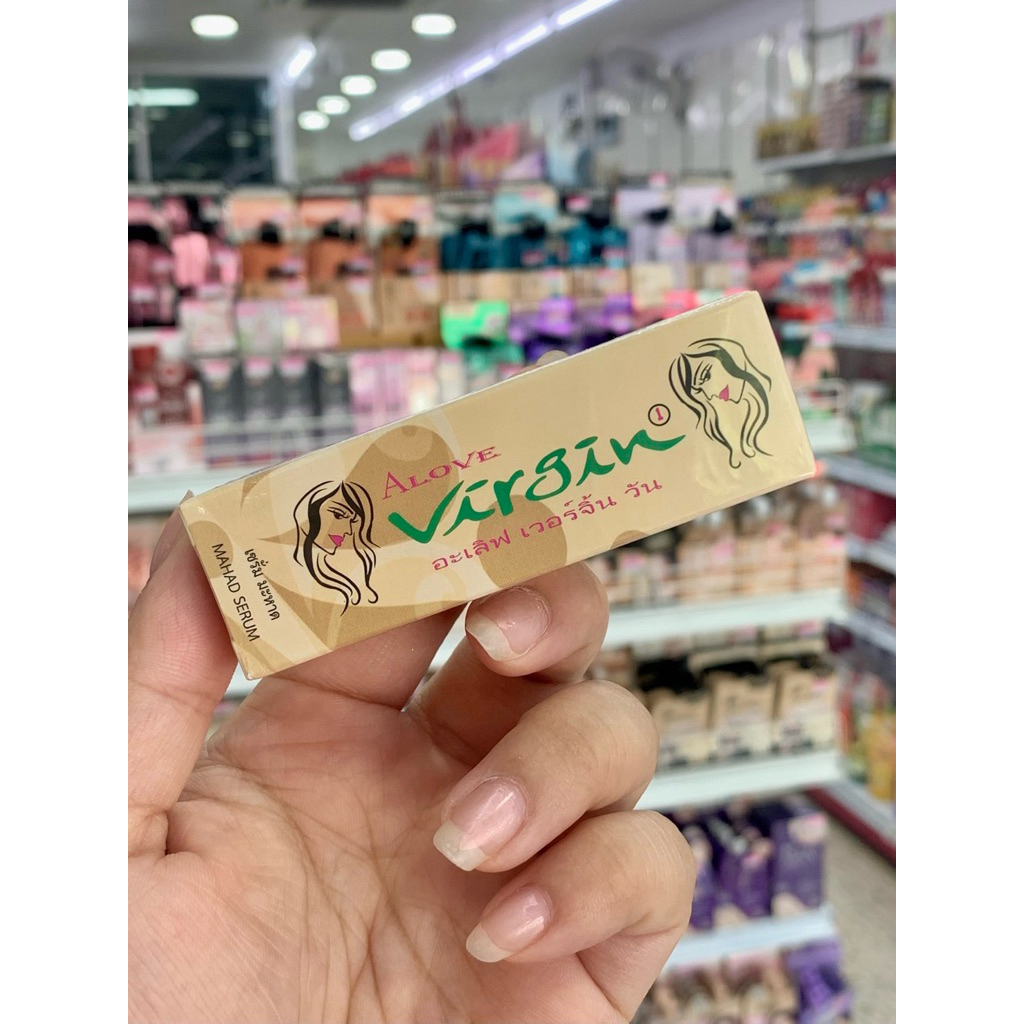 ALOVE
Virgin 1
อะเลิฟ เวอร์จิ้น วัน
เซรั่ม มะหาด
MAHAD SERUM